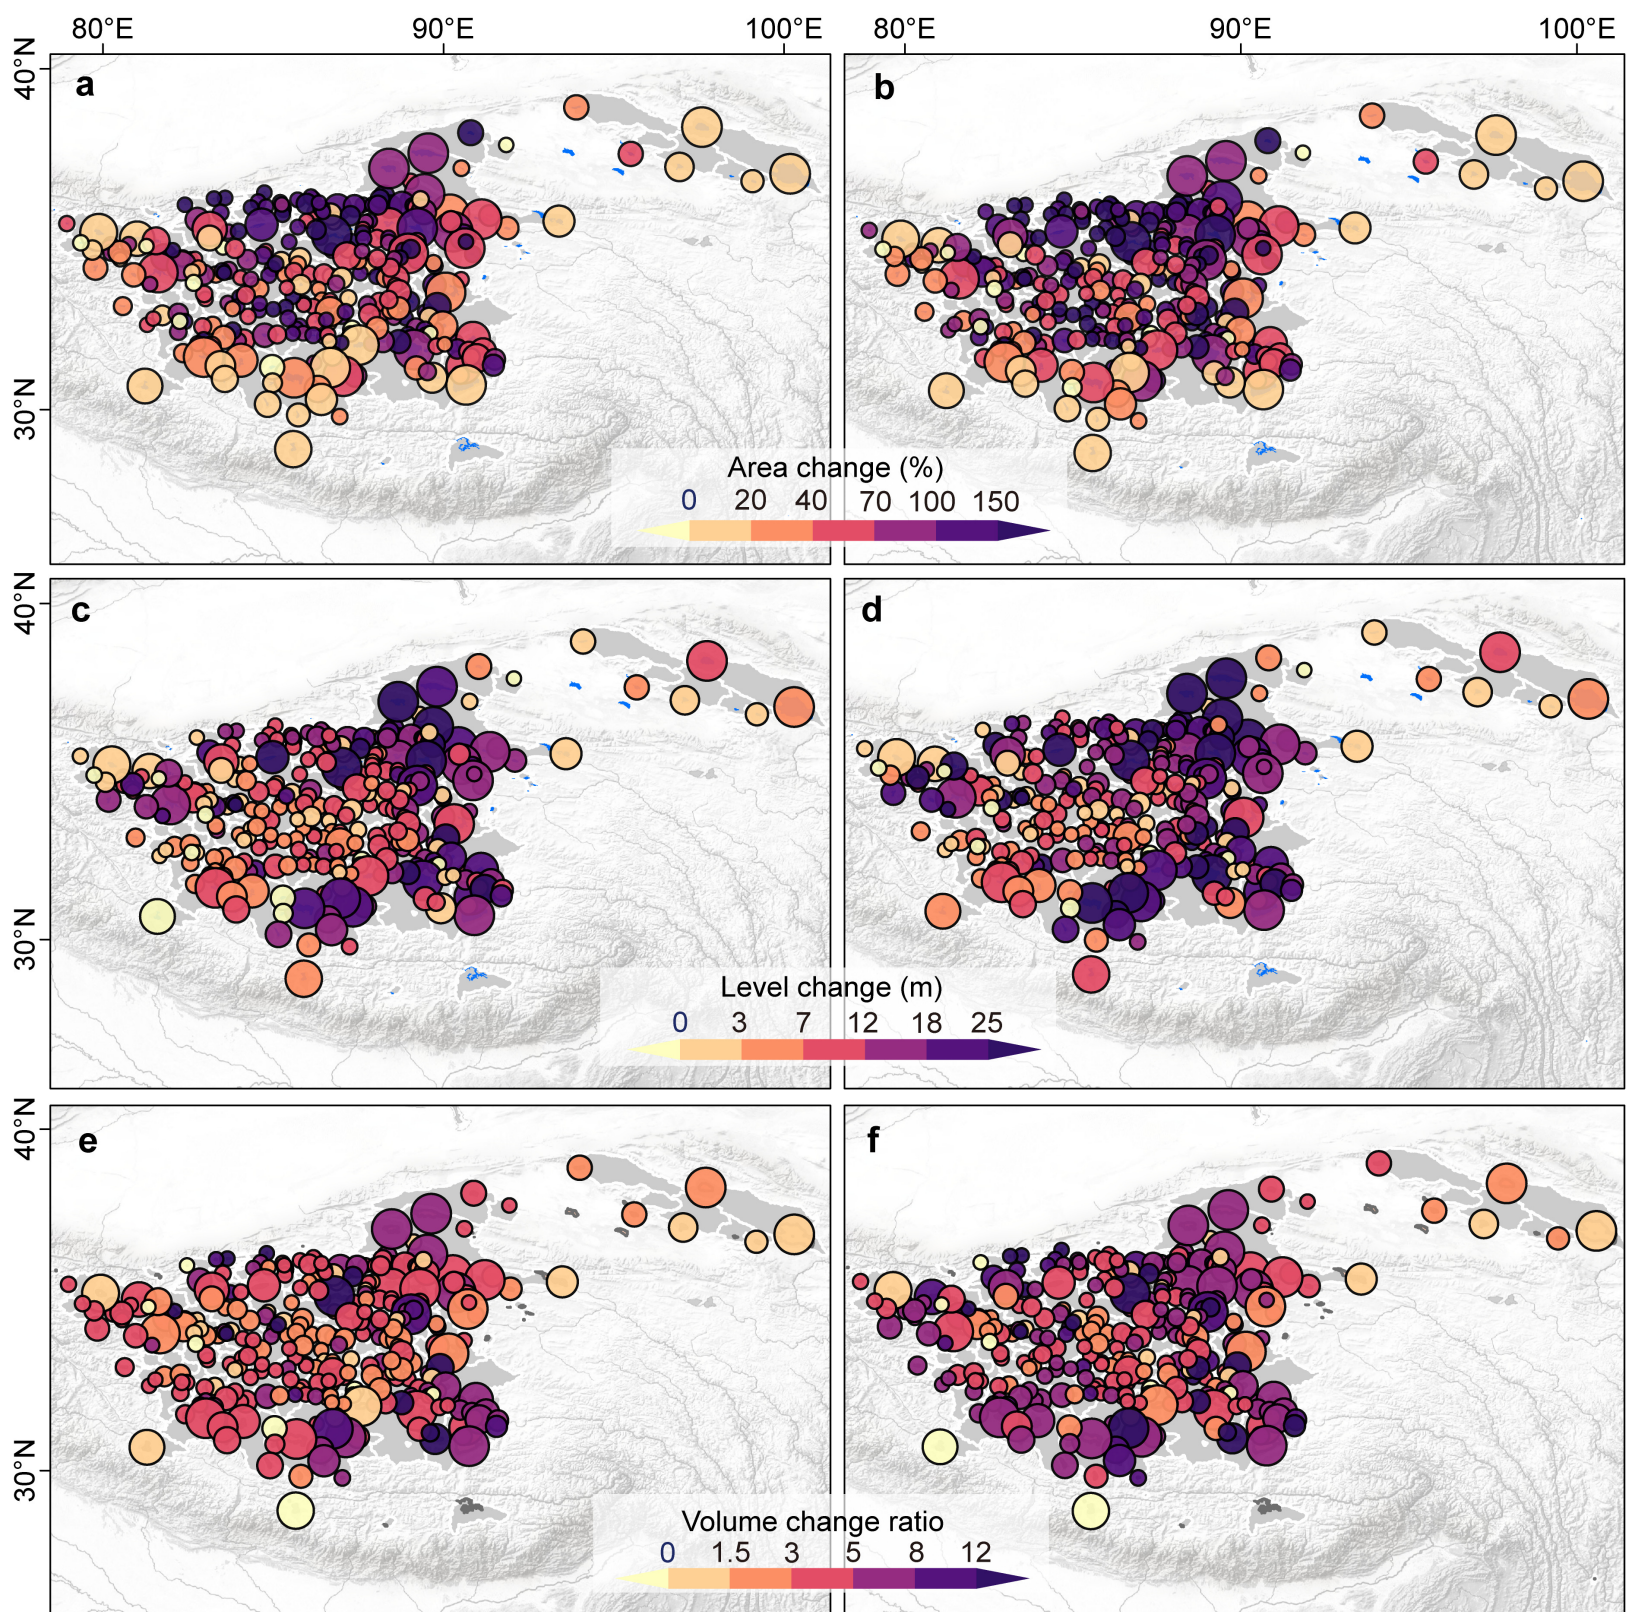 80°E 90°E 100°E 80°E 90°E 100°E
40°N
a b
30°N
Area change (%)
0 20 40 70 100 150
40°N
c d
30°N
Level change (m)
0 3 7 12 18 25
40°N
e f
30°N
Volume change ratio
0 1.5 3 5 8 12